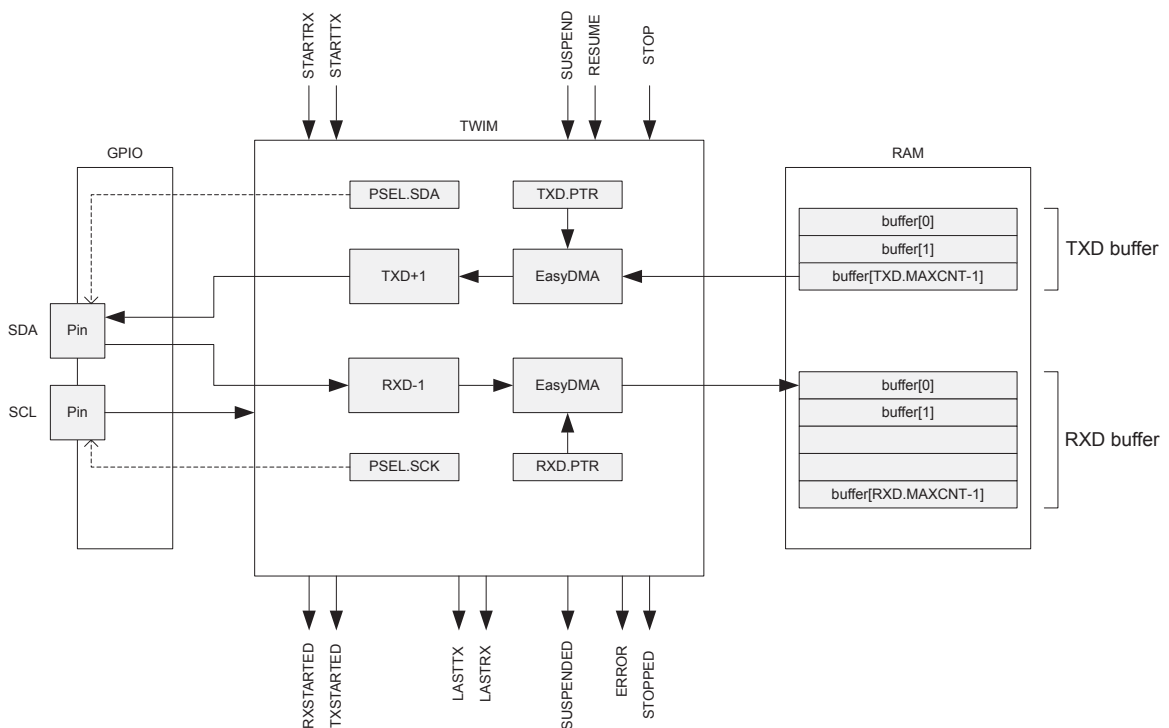 STARTRX
STARTTX
SUSPEND
RESUME
STOP
TWIM
GPIO
RAM
PSEL.SDA
TXD.PTR
buffer[0]
buffer[1]
buffer[TXD.MAXCNT-1]
TXD buffer
TXD+1
EasyDMA
SDA
Pin
RXD-1
EasyDMA
buffer[0]
buffer[1]
buffer[RXD.MAXCNT-1]
RXD buffer
SCL
Pin
PSEL.SCK
RXD.PTR
RXSTARTED
TXSTARTED
LASTTX
LASTRX
SUSPENDED
ERROR
STOPPED